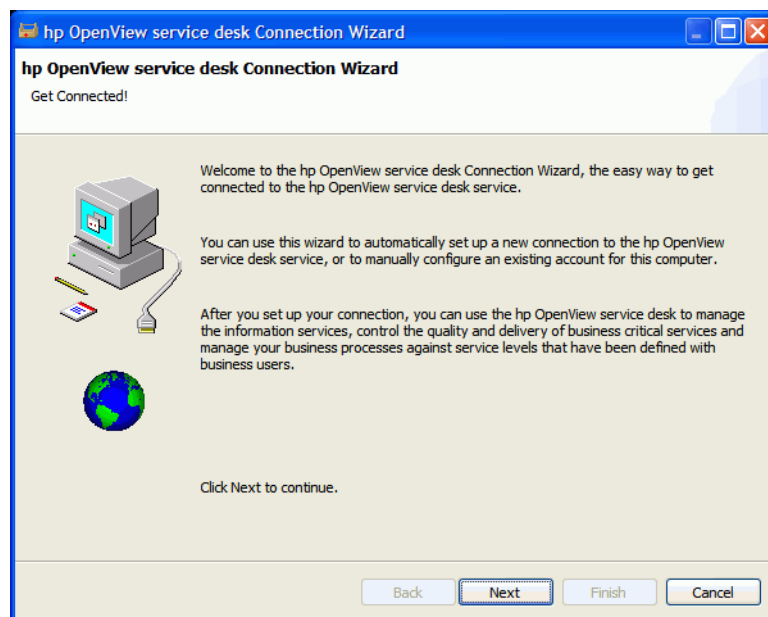 hp OpenView service desk Connection Wizard
hp OpenView service desk Connection Wizard
Get Connected!
Welcome to the hp OpenView service desk Connection Wizard, the easy way to get
connected to the hp OpenView service desk service.
You can use this wizard to automatically set up a new connection to the hp OpenView
service desk service, or to manually configure an existing account for this computer.
After you set up your connection, you can use the hp OpenView service desk to manage
the information services, control the quality and delivery of business critical services and
manage your business processes against service levels that have been defined with
business users.
Click Next to continue.
Back Next Finish Cancel